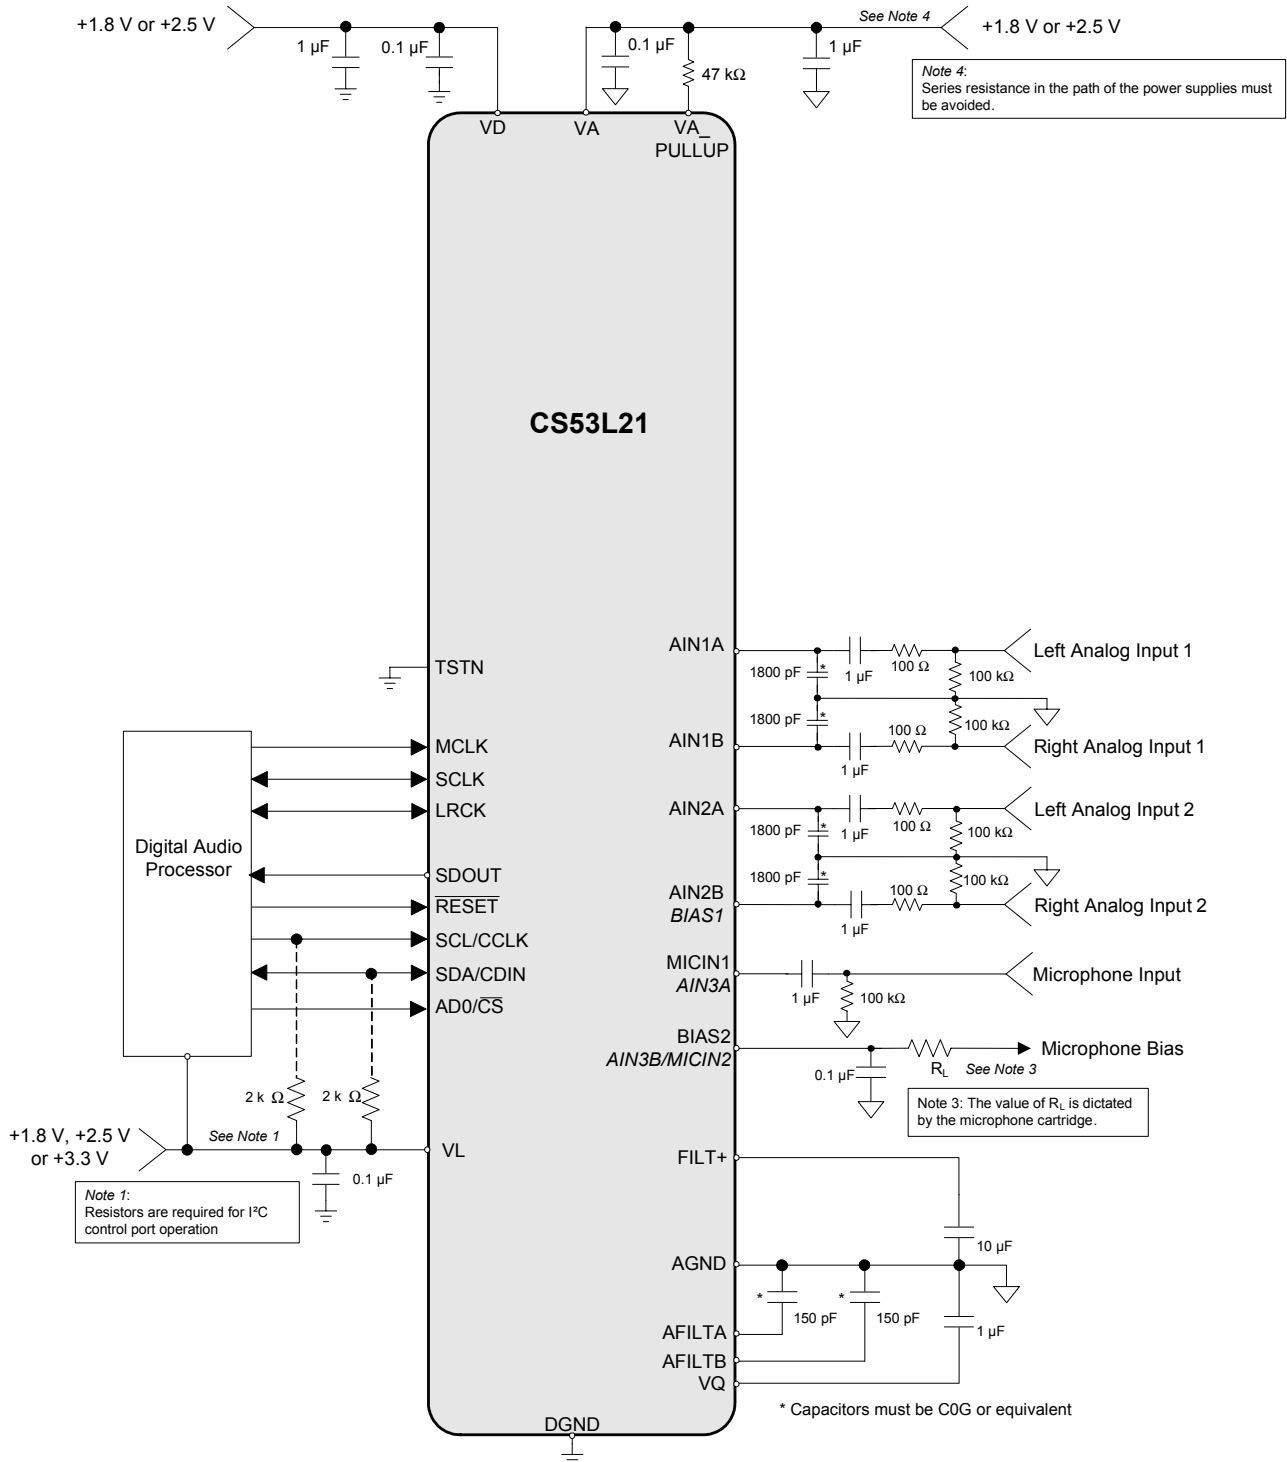 +1.8 V or +2.5 V
1 µF
0.1 µF
0.1 µF
1 µF
See Note 4
+1.8 V or +2.5 V
47 kΩ
Note 4:
Series resistance in the path of the power supplies must
be avoided.
VD
VA
VA_
PULLUP
CS53L21
TSTN
MCLK
SCLK
LRCK
Digital Audio
Processor
SDOUT
RESET
SCL/CCLK
SDA/CDIN
AD0/CS
2 k Ω
2 k Ω
+1.8 V, +2.5 V
or +3.3 V
See Note 1
VL
0.1 µF
Note 1:
Resistors are required for I²C
control port operation
AIN1A
1800 pF
*
1 µF
100 Ω
100 kΩ
Left Analog Input 1
1800 pF
*
100 Ω
100 kΩ
AIN1B
1 µF
Right Analog Input 1
AIN2A
1800 pF
*
1 µF
100 Ω
100 kΩ
Left Analog Input 2
1800 pF
*
100 Ω
100 kΩ
AIN2B
BIAS1
1 µF
Right Analog Input 2
MICIN1
AIN3A
1 µF
100 kΩ
Microphone Input
BIAS2
AIN3B/MICIN2
0.1 µF
RL
See Note 3
Microphone Bias
Note 3: The value of RL is dictated
by the microphone cartridge.
FILT+
10 µF
AGND
*
150 pF
*
150 pF
1 µF
AFILTA
AFILTB
VQ
* Capacitors must be C0G or equivalent
DGND